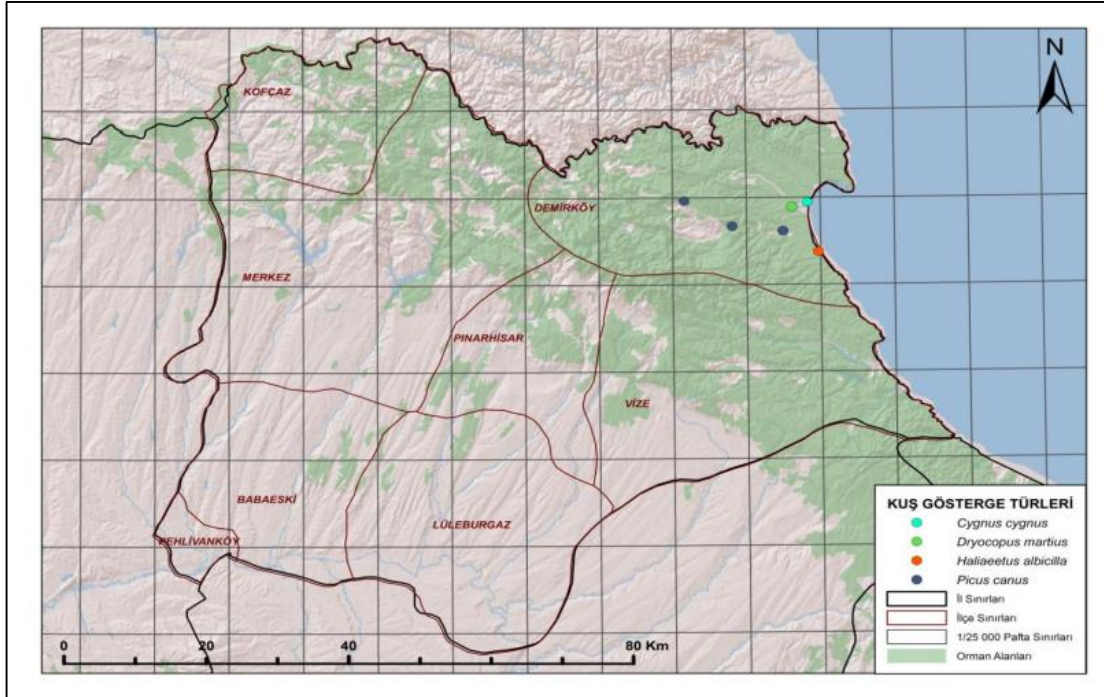 N
KOFÇAZ
DEMİRKÖY
MERKEZ
PINARHİSAR
VİZE
BABAESKİ
LÜLEBURGAZ
PEHLİVANKÖY
KUŞ GÖSTERGE TÜRLERİ
Cygnus cygnus
Dryocopus martius
Haliaeetus albicilla
Picus canus
İl Sınırları
İlçe Sınırları
1/25 000 Pafta Sınırları
Orman Alanları
0 20 40 80 Km